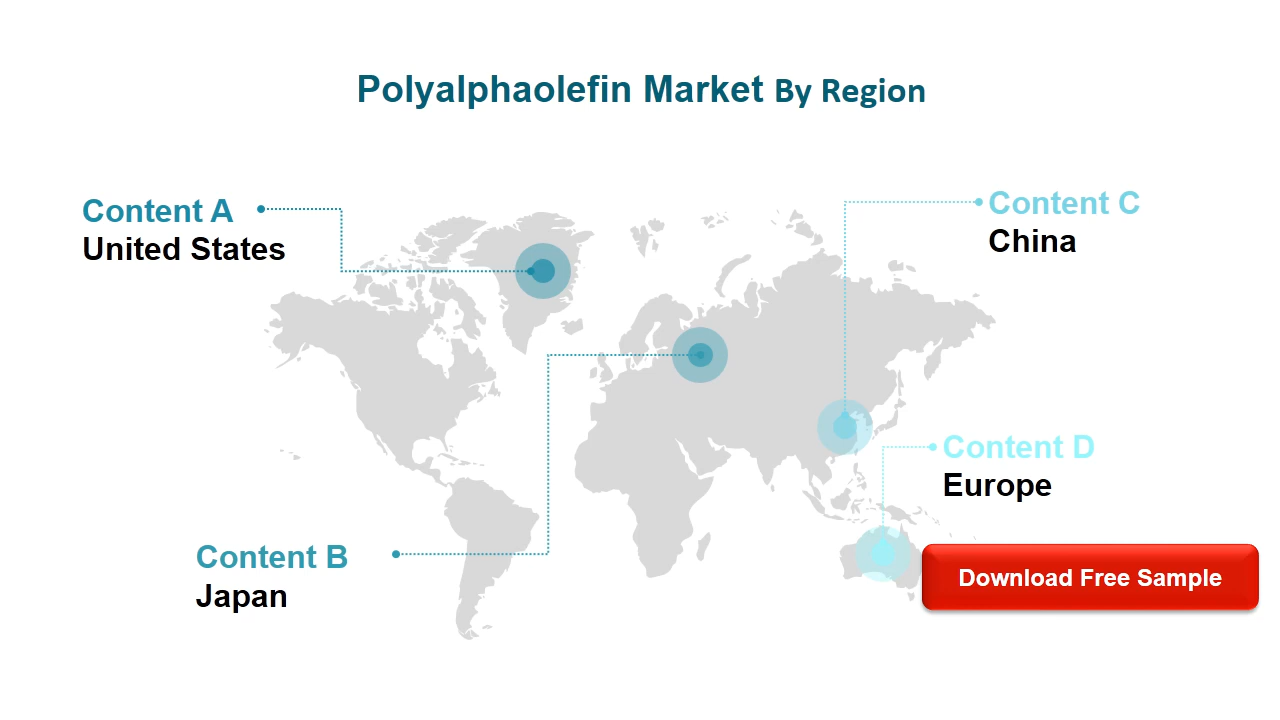 Polyalphaolefin Market By Region
Content A
United States
Content C
China
Content D
Europe
Content B
Japan
Download Free Sample